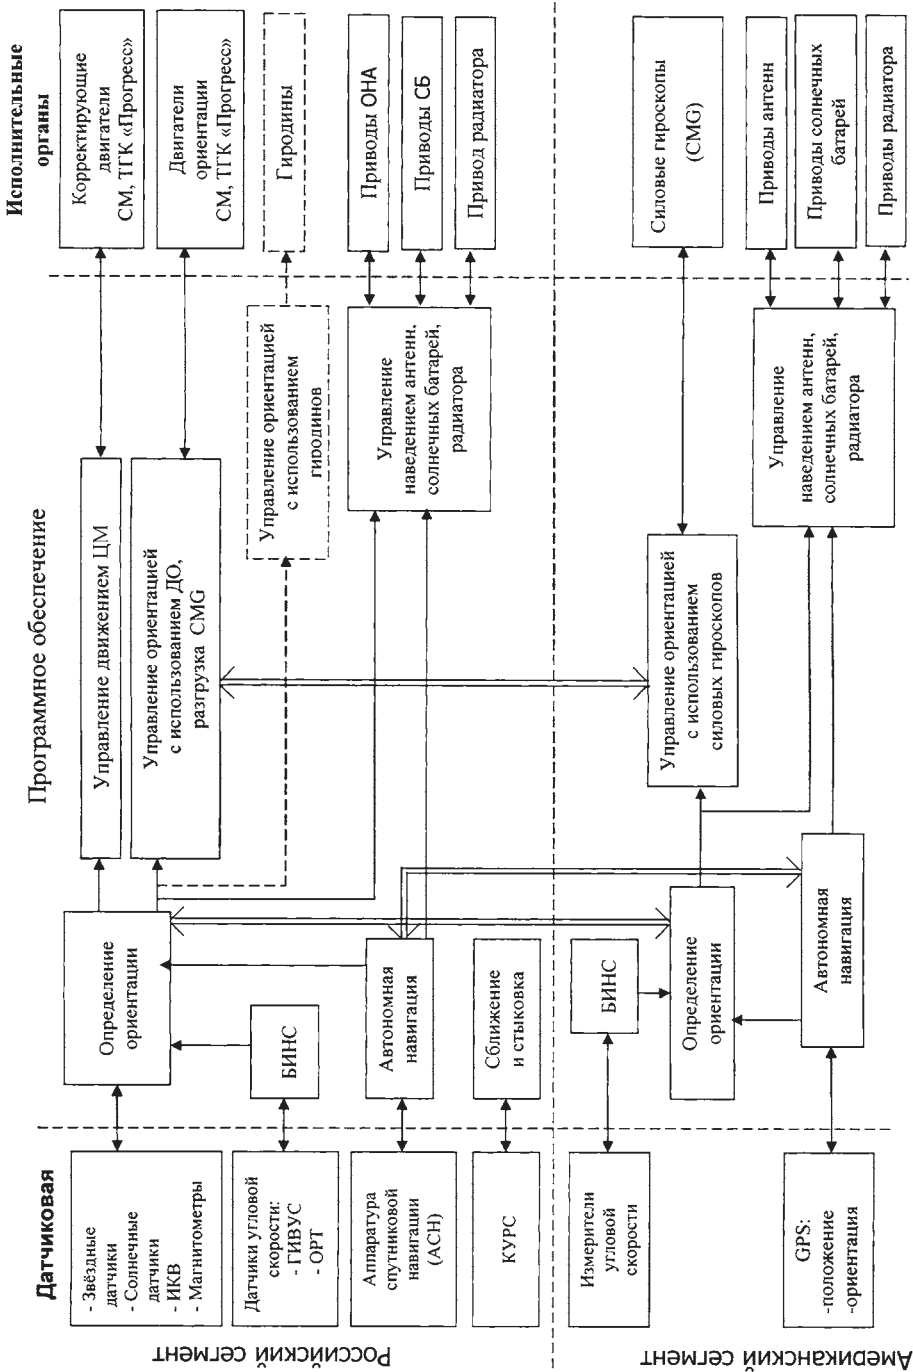 Датчиковая
Программное обеспечение
Исполнительные
органы
Российский сегмент
- Звёздные
датчики
- Солнечные
датчики
- ИКВ
- Магнитометры
Датчики угловой
скорости:
- ГИВУС
- ОРТ
Аппаратура
спутниковой
навигации
(АСН)
КУРС
Определение
ориентации
БИНС
Автономная
навигация
Сближение
и стыковка
Управление движением ЦМ
Управление ориентацией
с использованием ДО,
разгрузка CMG
Управление ориентацией
с использованием
гиродинов
Управление
наведением антенн,
солнечных батарей,
радиатора
Корректирующие
двигатели
СМ, ТГК «Прогресс»
Двигатели
ориентации
СМ, ТГК «Прогресс»
Гиродины
Приводы ОНА
Приводы СБ
Привод радиатора
Американский сегмент
Измерители
угловой
скорости
GPS:
-положение
-ориентация
БИНС
Определение
ориентации
Автономная
навигация
Управление ориентацией
с использованием
силовых гироскопов
Управление
наведением антенн,
солнечных батарей,
радиатора
Силовые гироскопы
(CMG)
Приводы антенн
Приводы солнечных
батарей
Приводы радиатора